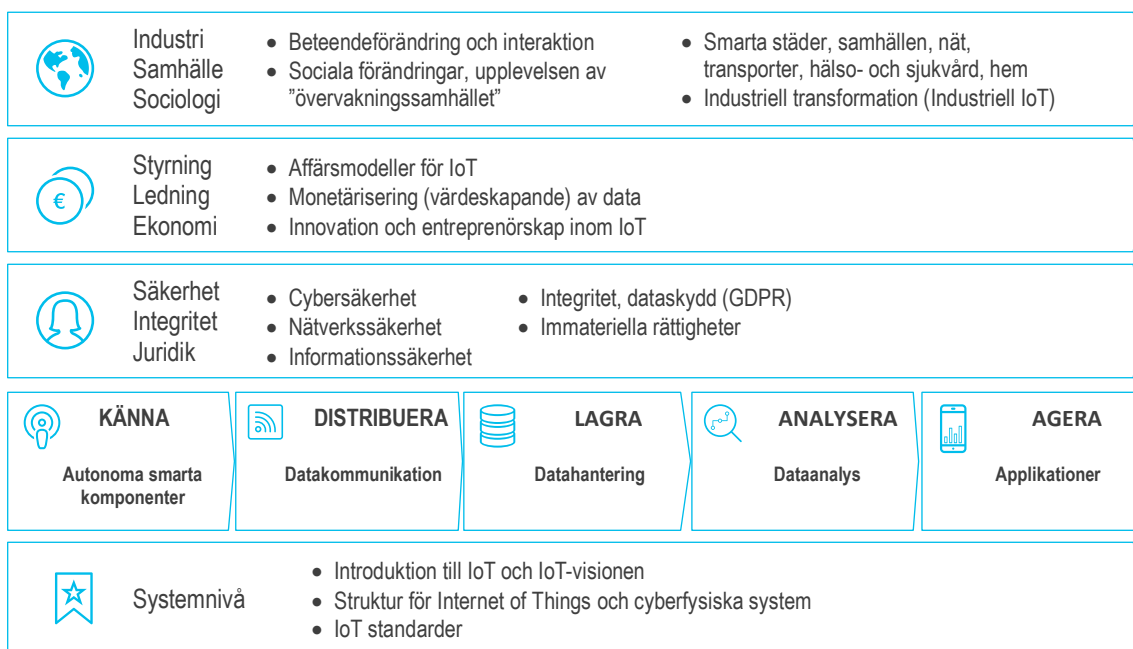 Industri
Samhälle
Sociologi
• Beteendeförändring och interaktion
• Sociala förändringar, upplevelsen av
”övervakningssamhället”
• Smarta städer, samhällen, nät,
transporter, hälso- och sjukvård, hem
• Industriell transformation (Industriell IoT)
€
Styrning
Ledning
Ekonomi
• Affärsmodeller för IoT
• Monetärisering (värdeskapande) av data
• Innovation och entreprenörskap inom IoT
Säkerhet
Integritet
Juridik
• Cybersäkerhet
• Nätverkssäkerhet
• Informationssäkerhet
• Integritet, dataskydd (GDPR)
• Immateriella rättigheter
KÄNNA
Autonoma smarta
komponenter
DISTRIBUERA
Datakommunikation
LAGRA
Datahantering
ANALYSERA
Dataanalys
AGERA
Applikationer
Systemnivå
• Introduktion till IoT och IoT-visionen
• Struktur för Internet of Things och cyberfysiska system
• IoT standarder